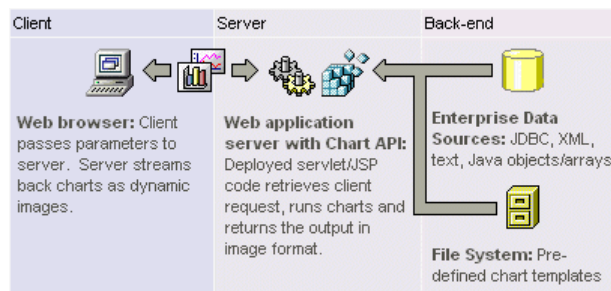 Client
Server
Back-end
Web browser: Client
passes parameters to
server. Server streams
back charts as dynamic
images.
Web application
server with Chart API:
Deployed servlet/JSP
code retrieves client
request, runs charts and
returns the output in
image format.
Enterprise Data
Sources: JDBC, XML,
text, Java objects/arrays
File System: Pre-
defined chart templates